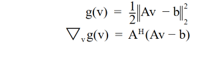 g(v) = ½‖Av − b‖₂²
∇ᵥg(v) = Aᴴ(Av − b)